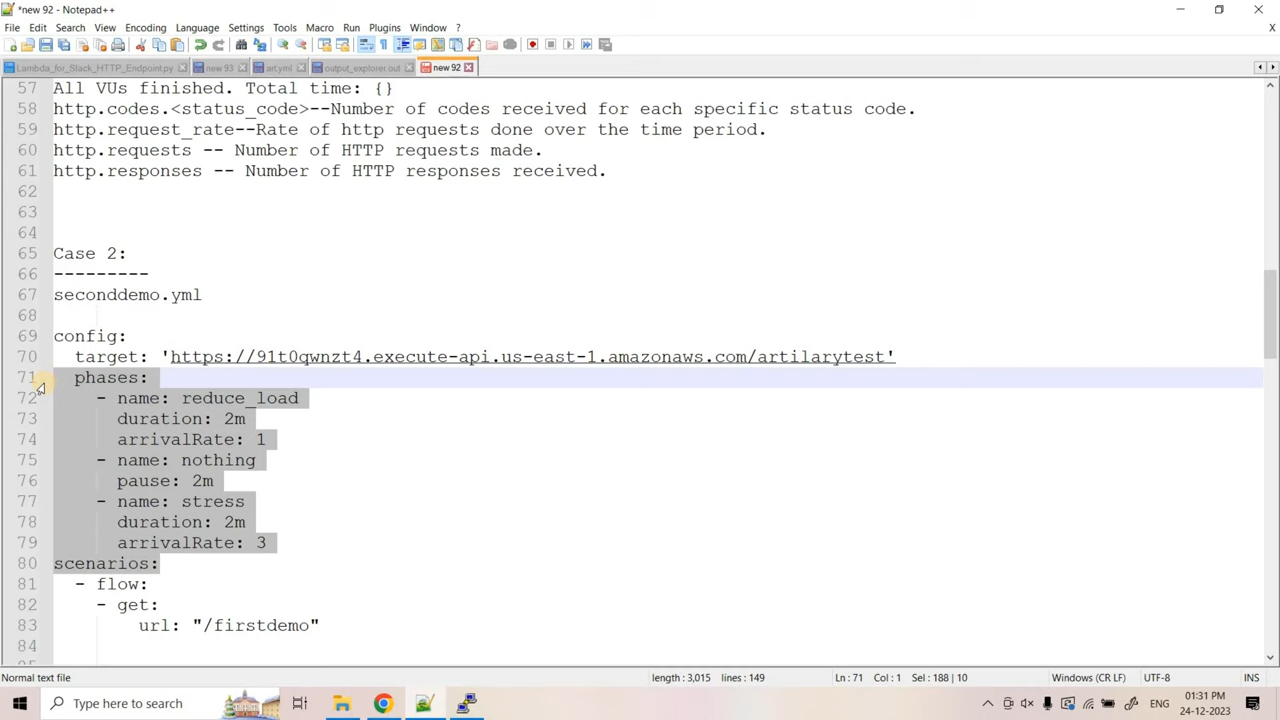 *new 92 - Notepad++
File Edit Search View Encoding Language Settings Tools Macro Run Plugins Window ?
X
Lambda_for_Slack_HTTP_Endpoint.py new 93 art.yml output_explorer.out new 92
57 All VUs finished. Total time: {}
58 http.codes.<status_code>--Number of codes received for each specific status code.
59 http.request_rate--Rate of http requests done over the time period.
60 http.requests -- Number of HTTP requests made.
61 http.responses -- Number of HTTP responses received.
62
63
64
65 Case 2:
66 ---------
67 seconddemo.yml
68
69 config:
70 target: 'https://91t0qwnzt4.execute-api.us-east-1.amazonaws.com/artilarytest'
71 phases:
72 - name: reduce_load
73 duration: 2m
74 arrivalRate: 1
75 - name: nothing
76 pause: 2m
77 - name: stress
78 duration: 2m
79 arrivalRate: 3
80 scenarios:
81 - flow:
82 - get:
83 url: "/firstdemo"
84
Normal text file length : 3,015 lines : 149 Ln : 71 Col : 1 Sel : 188 | 10 Windows (CR LF) UTF-8 INS
Type here to search ENG 01:31 PM
24-12-2023